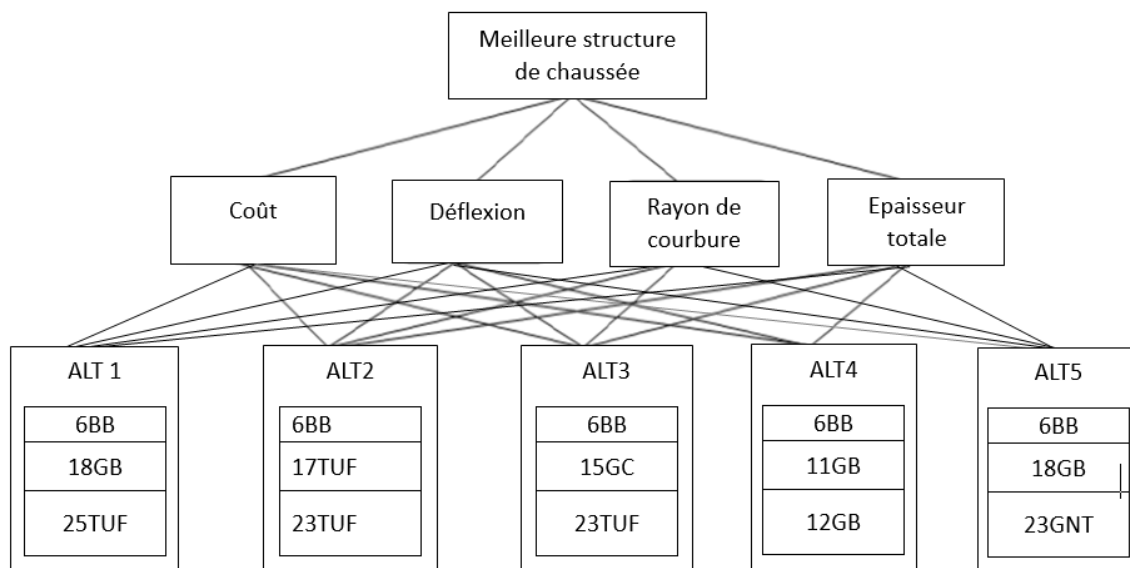 Meilleure structure
de chaussée
Coût
Déflexion
Rayon de
courbure
Epaisseur
totale
ALT 1
6BB
18GB
25TUF
ALT2
6BB
17TUF
23TUF
ALT3
6BB
15GC
23TUF
ALT4
6BB
11GB
12GB
ALT5
6BB
18GB
23GNT